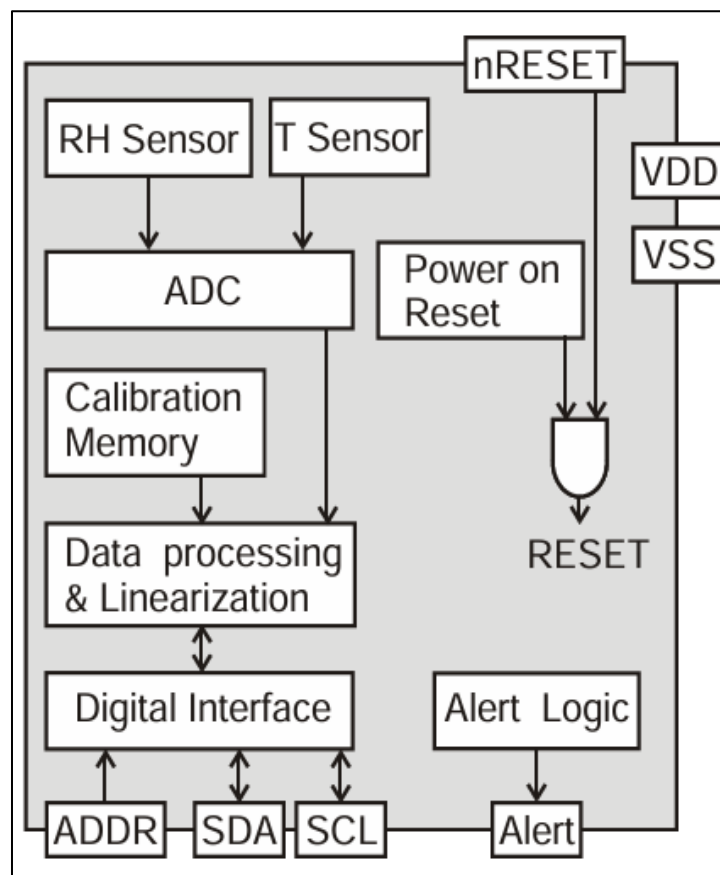 nRESET
RH Sensor
T Sensor
VDD
VSS
ADC
Power on
Reset
Calibration
Memory
Data processing
& Linearization
RESET
Digital Interface
Alert Logic
ADDR
SDA
SCL
Alert